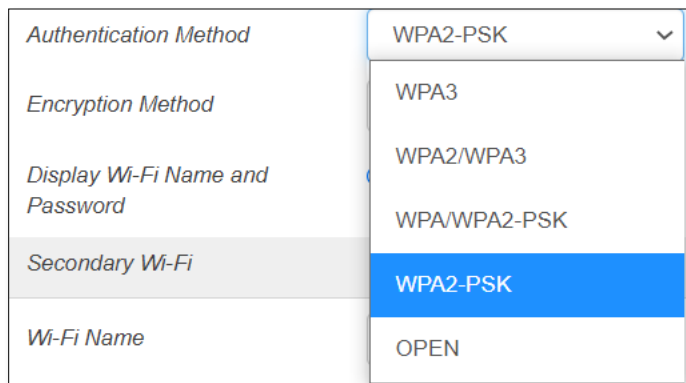 Authentication Method
WPA2-PSK
WPA3
Encryption Method
WPA2/WPA3
Display Wi-Fi Name and
Password
WPA/WPA2-PSK
Secondary Wi-Fi
WPA2-PSK
Wi-Fi Name
OPEN